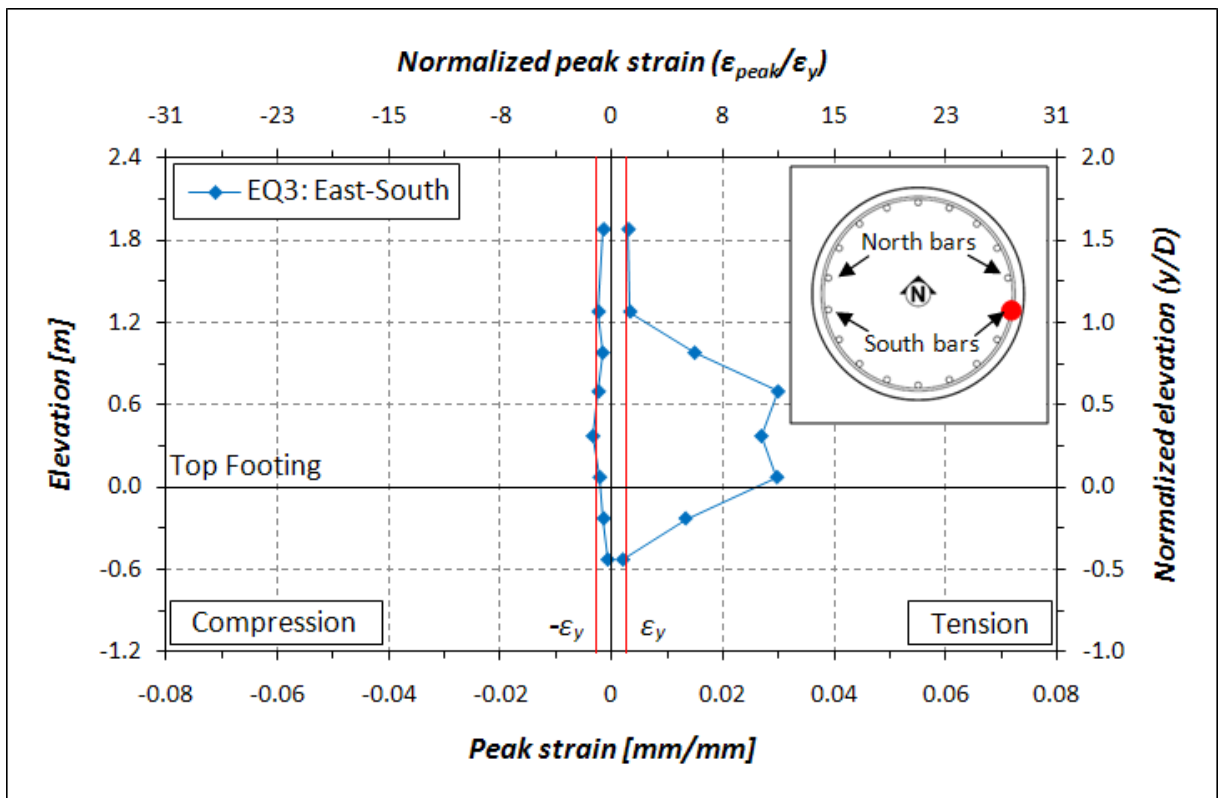 Normalized peak strain (εpeak/εy)
-31 -23 -15 -8 0 8 15 23 31
2.4 2.0
EQ3: East-South
1.8 1.5
North bars
N
1.2 1.0
South bars
0.6 0.5
Top Footing
0.0 0.0
-0.6 -0.5
Compression -εy εy Tension
-1.2 -1.0
-0.08 -0.06 -0.04 -0.02 0 0.02 0.04 0.06 0.08
Peak strain [mm/mm]
Elevation [m]
Normalized elevation (y/D)